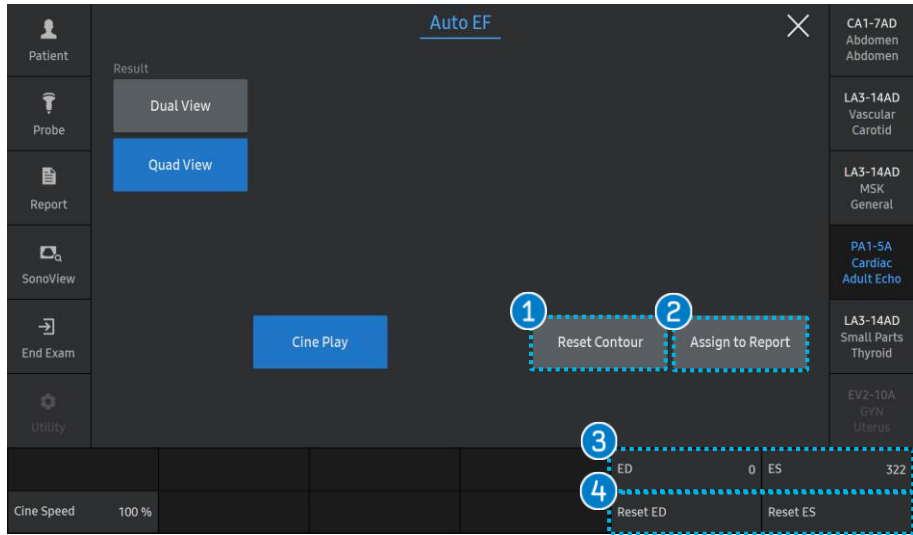 Auto EF
Patient
Probe
Report
SonoView
End Exam
Utility
Result
Dual View
Quad View
Cine Play
1
Reset Contour
2
Assign to Report
CA1-7AD
Abdomen
Abdomen
LA3-14AD
Vascular
Carotid
LA3-14AD
MSK
General
PA1-5A
Cardiac
Adult Echo
LA3-14AD
Small Parts
Thyroid
EV2-10A
GYN
Uterus
3
ED 0 ES 322
4
Cine Speed 100 % Reset ED Reset ES